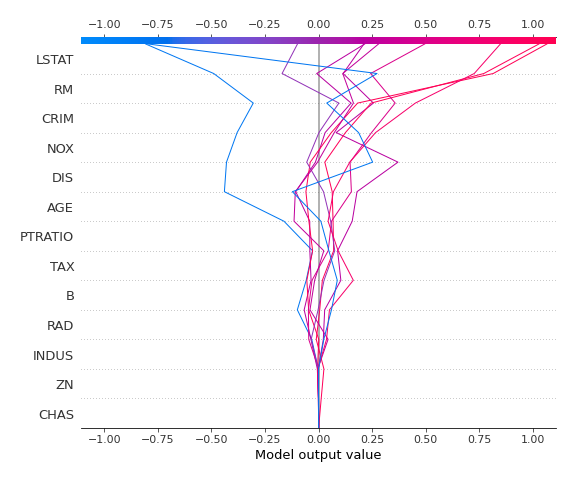 −1.00 −0.75 −0.50 −0.25 0.00 0.25 0.50 0.75 1.00
LSTAT
RM
CRIM
NOX
DIS
AGE
PTRATIO
TAX
B
RAD
INDUS
ZN
CHAS
−1.00 −0.75 −0.50 −0.25 0.00 0.25 0.50 0.75 1.00
Model output value